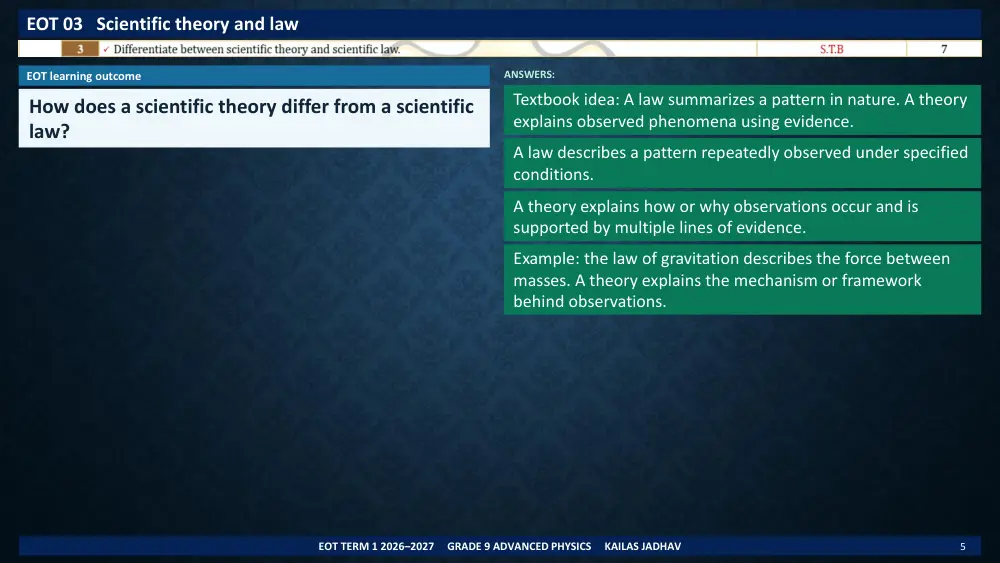 EOT 03 Scientific theory and law
3 ✓ Differentiate between scientific theory and scientific law. S.T.B 7
EOT learning outcome
How does a scientific theory differ from a scientific
law?
ANSWERS:
Textbook idea: A law summarizes a pattern in nature. A theory
explains observed phenomena using evidence.
A law describes a pattern repeatedly observed under specified
conditions.
A theory explains how or why observations occur and is
supported by multiple lines of evidence.
Example: the law of gravitation describes the force between
masses. A theory explains the mechanism or framework
behind observations.
EOT TERM 1 2026–2027 GRADE 9 ADVANCED PHYSICS KAILAS JADHAV 5